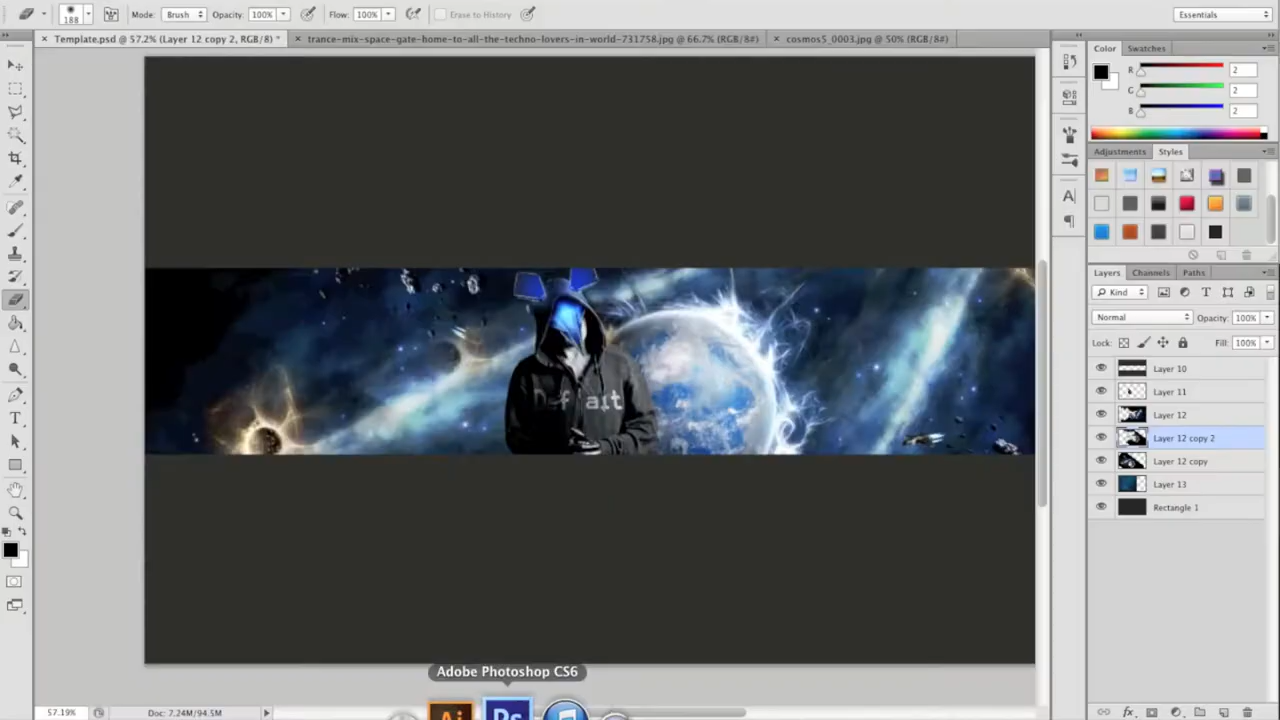 188 Mode: Brush Opacity: 100% Flow: 100% Erase to History Essentials
Template.psd @ 57.2% (Layer 12 copy 2, RGB/8) * trance-mix-space-gate-home-to-all-the-techno-lovers-in-world-731758.jpg @ 66.7% (RGB/8#) cosmos5_0003.jpg @ 50% (RGB/8#)
Color Swatches
R 2
G 2
B 2
Adjustments Styles
Layers Channels Paths
Kind
Normal Opacity: 100%
Lock: Fill: 100%
Layer 10
Layer 11
Layer 12
Layer 12 copy 2
Layer 12 copy
Layer 13
Rectangle 1
Adobe Photoshop CS6
Ai Ps
57.19% Doc: 7.24M/94.5M